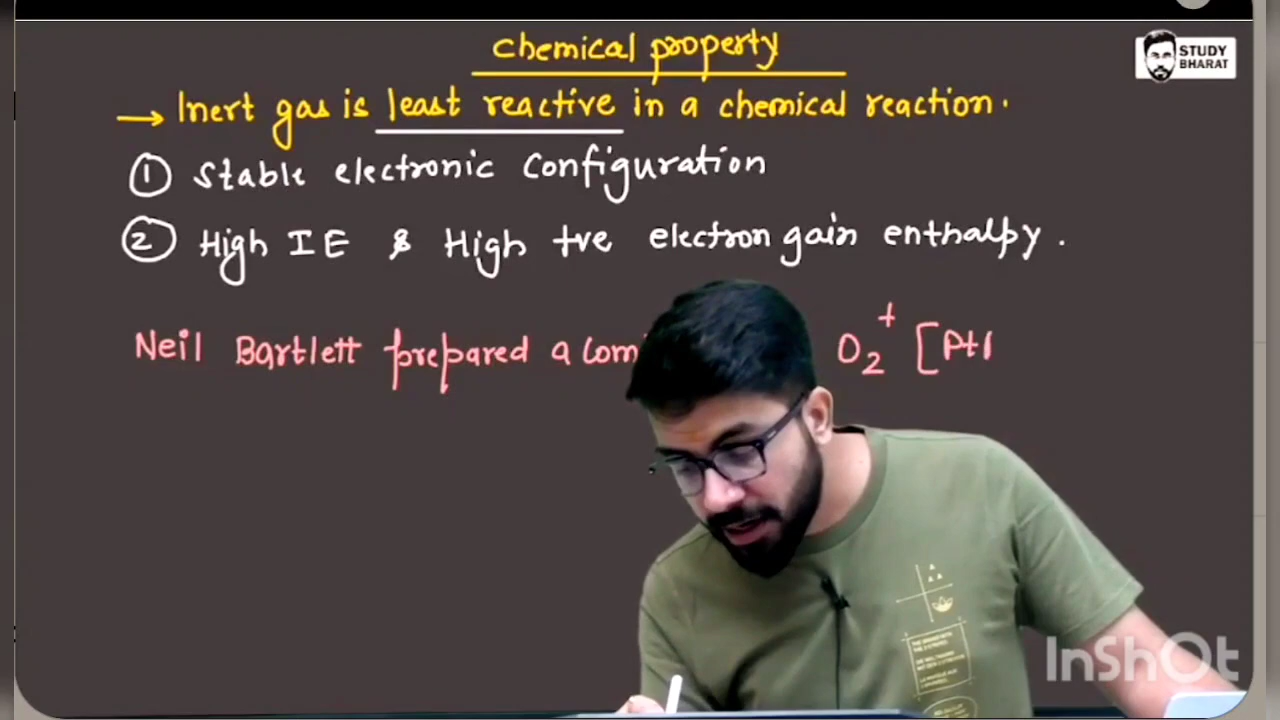 Chemical property
STUDY
BHARAT
→ Inert gas is least reactive in a chemical reaction.
① Stable electronic Configuration
② High IE & High +ve electron gain enthalpy.
Neil Bartlett prepared a O₂⁺ [Pt
InShOt